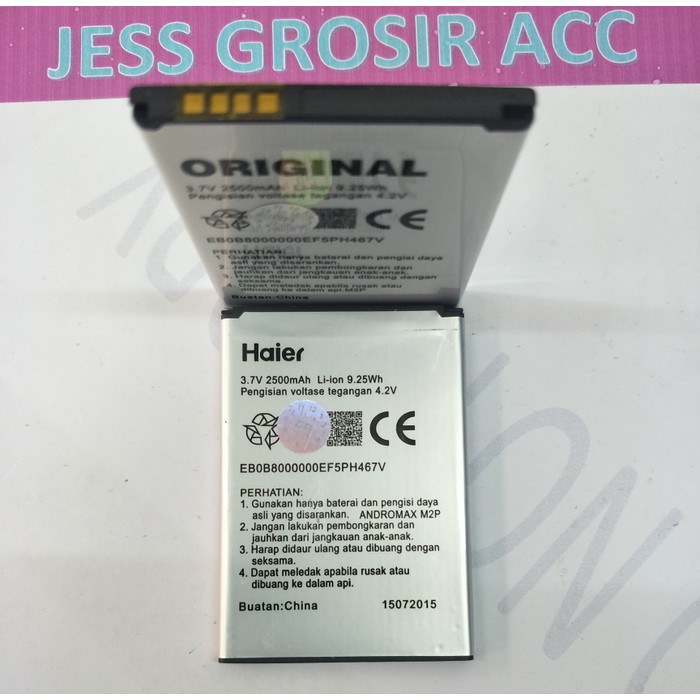 JESS GROSIR ACC
ORIGINAL
3.7V 2500mAh Li-ion 9.25Wh
Pengisian voltase tegangan 4.2V
CE
EB0B8000000EF5PH467V
PERHATIAN:
1. Gunakan hanya baterai dan pengisi daya
asli yang disarankan.
2. Jangan lakukan pembongkaran dan
jauhkan dari jangkauan anak-anak.
3. Harap didaur ulang atau dibuang dengan
seksama.
4. Dapat meledak apabila rusak atau
dibuang ke dalam api.M2P
Buatan:China
Haier
3.7V 2500mAh Li-ion 9.25Wh
Pengisian voltase tegangan 4.2V
CE
EB0B8000000EF5PH467V
PERHATIAN:
1. Gunakan hanya baterai dan pengisi daya
asli yang disarankan. ANDROMAX M2P
2. Jangan lakukan pembongkaran dan
jauhkan dari jangkauan anak-anak.
3. Harap didaur ulang atau dibuang dengan
seksama.
4. Dapat meledak apabila rusak atau
dibuang ke dalam api.
Buatan:China 15072015